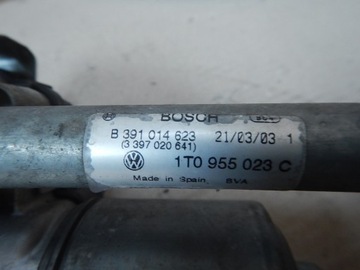 BOSCH
B 391 014 623 21/03/03 1
(3 397 020 641)
1T0 955 023 C
Made in Spain, BVA